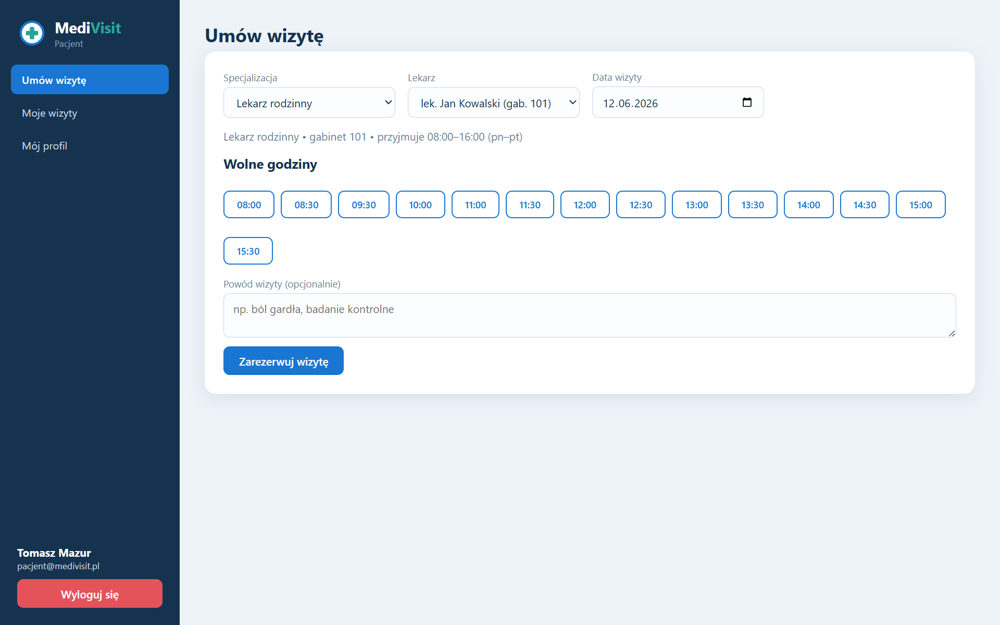 MediVisit
Pacjent
Umów wizytę
Moje wizyty
Mój profil
Tomasz Mazur
pacjent@medivisit.pl
Wyloguj się
Umów wizytę
Specjalizacja Lekarz Data wizyty
Lekarz rodzinny lek. Jan Kowalski (gab. 101) 12.06.2026
Lekarz rodzinny • gabinet 101 • przyjmuje 08:00–16:00 (pn–pt)
Wolne godziny
08:00 08:30 09:30 10:00 11:00 11:30 12:00 12:30 13:00 13:30 14:00 14:30 15:00
15:30
Powód wizyty (opcjonalnie)
np. ból gardła, badanie kontrolne
Zarezerwuj wizytę